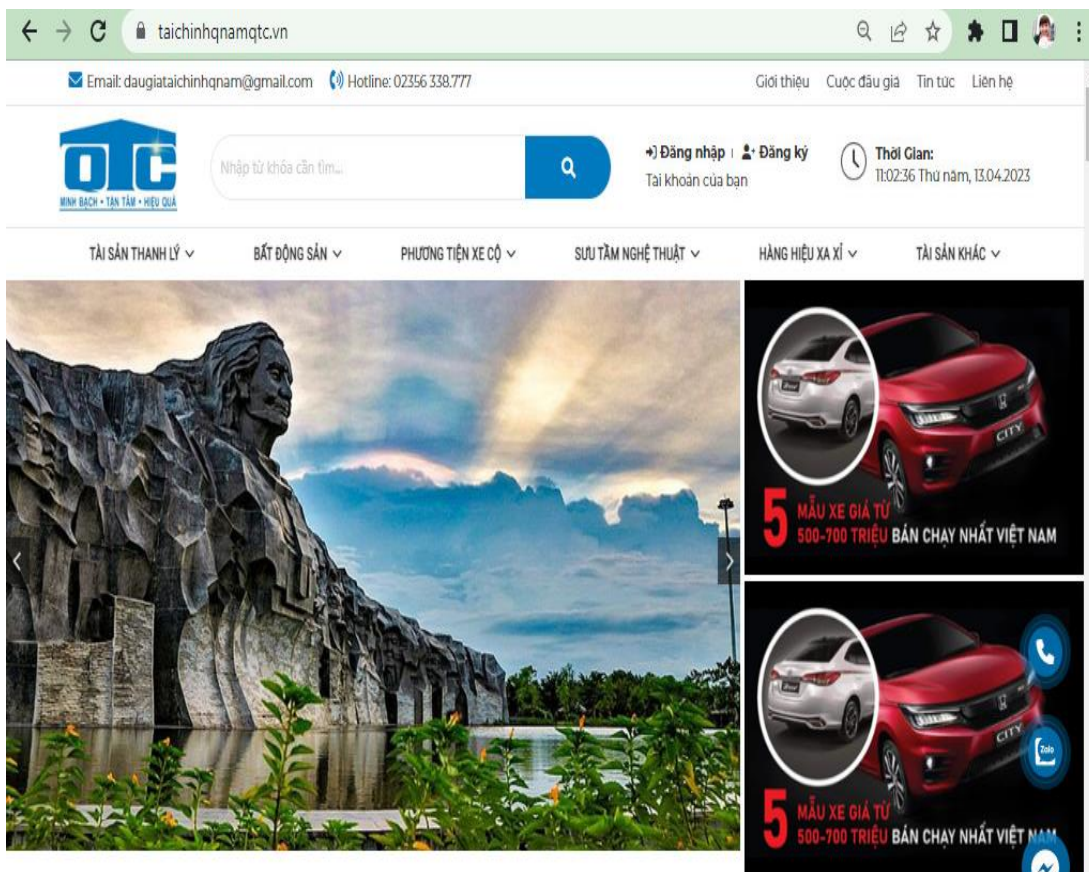 taichinhqnamqtc.vn
Email: daugiataichinhqnam@gmail.com
Hotline: 02356 338.777
Giới thiệu
Cuộc đấu giá
Tin tức
Liên hệ
QTC
MINH BẠCH • TẬN TÂM • HIỆU QUẢ
Nhập từ khóa cần tìm...
Đăng nhập | Đăng ký
Tài khoản của bạn
Thời Gian:
11:02:36 Thứ năm, 13.04.2023
TÀI SẢN THANH LÝ
BẤT ĐỘNG SẢN
PHƯƠNG TIỆN XE CỘ
SƯU TẦM NGHỆ THUẬT
HÀNG HIỆU XA XỈ
TÀI SẢN KHÁC
CITY
5 MẪU XE GIÁ TỪ
500-700 TRIỆU BÁN CHẠY NHẤT VIỆT NAM
CITY
5 MẪU XE GIÁ TỪ
500-700 TRIỆU BÁN CHẠY NHẤT VIỆT NAM
Zalo